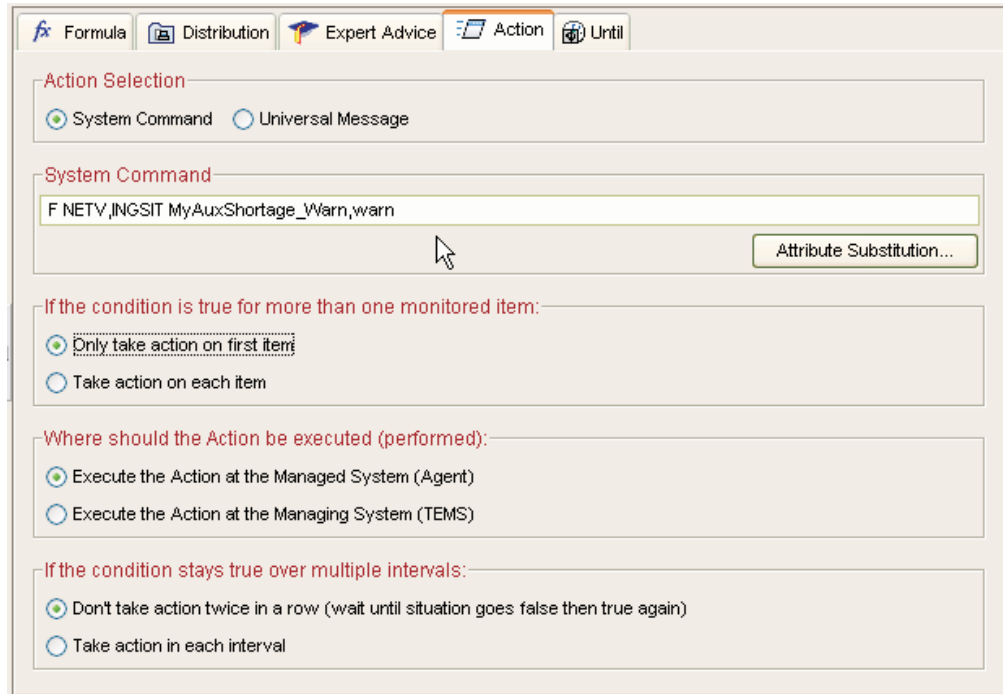 Formula Distribution Expert Advice Action Until
Action Selection
System Command Universal Message
System Command
F NETV,INGSIT MyAuxShortage_Warn,warn
Attribute Substitution...
If the condition is true for more than one monitored item:
Only take action on first item
Take action on each item
Where should the Action be executed (performed):
Execute the Action at the Managed System (Agent)
Execute the Action at the Managing System (TEMS)
If the condition stays true over multiple intervals:
Don't take action twice in a row (wait until situation goes false then true again)
Take action in each interval